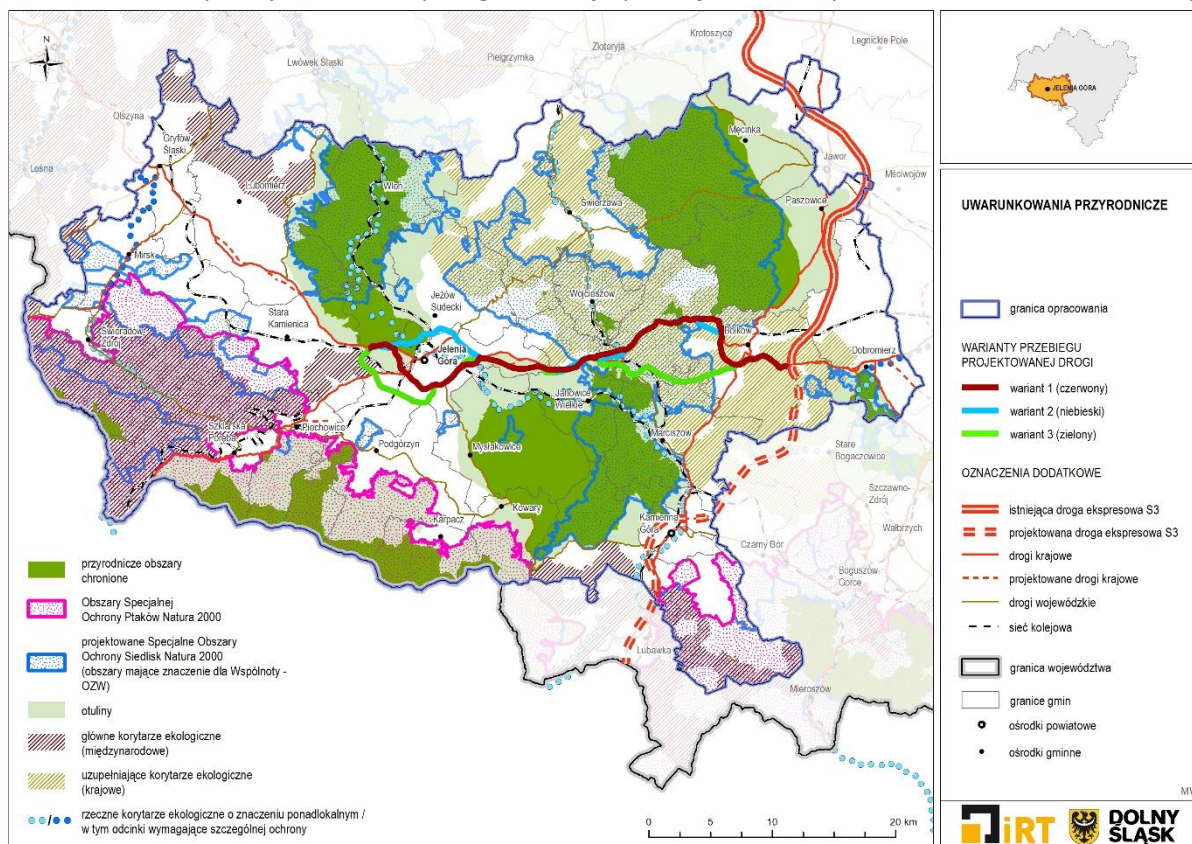 N
Lwówek Śląski
Pielgrzymka
Złotoryja
Krotoszyce
Legnickie Pole
Olszyna
Gryfów
Śląski
Leśna
Lubomierz
Wleń
Świerzawa
Męcinka
Jawor
Mściwojów
Paszowice
Mirsk
Jeżów
Sudecki
Wojcieszów
Stara
Kamienica
Świeradów
Zdrój
Jelenia
Góra
Bolków
Dobromierz
Janowice
Wielkie
Szklarska
Poręba
Piechowice
Marciszów
Podgórzyn
Mysłakowice
Stare
Bogaczowice
Szczawno-
Zdrój
Kowary
Kamienna
Góra
Karpacz
Czarny Bór
Wałbrzych
Boguszów
-Gorce
Lubawka
Mieroszów
przyrodnicze obszary
chronione
Obszary Specjalnej
Ochrony Ptaków Natura 2000
projektowane Specjalne Obszary
Ochrony Siedlisk Natura 2000
(obszary mające znaczenie dla Wspólnoty -
OZW)
otuliny
główne korytarze ekologiczne
(międzynarodowe)
uzupełniające korytarze ekologiczne
(krajowe)
rzeczne korytarze ekologiczne o znaczeniu ponadlokalnym /
w tym odcinki wymagające szczególnej ochrony
0 5 10 20 km
JELENIA GÓRA
UWARUNKOWANIA PRZYRODNICZE
granica opracowania
WARIANTY PRZEBIEGU
PROJEKTOWANEJ DROGI
wariant 1 (czerwony)
wariant 2 (niebieski)
wariant 3 (zielony)
OZNACZENIA DODATKOWE
istniejąca droga ekspresowa S3
projektowana droga ekspresowa S3
drogi krajowe
projektowane drogi krajowe
drogi wojewódzkie
sieć kolejowa
granica województwa
granice gmin
ośrodki powiatowe
ośrodki gminne
iRT
DOLNY
ŚLĄSK